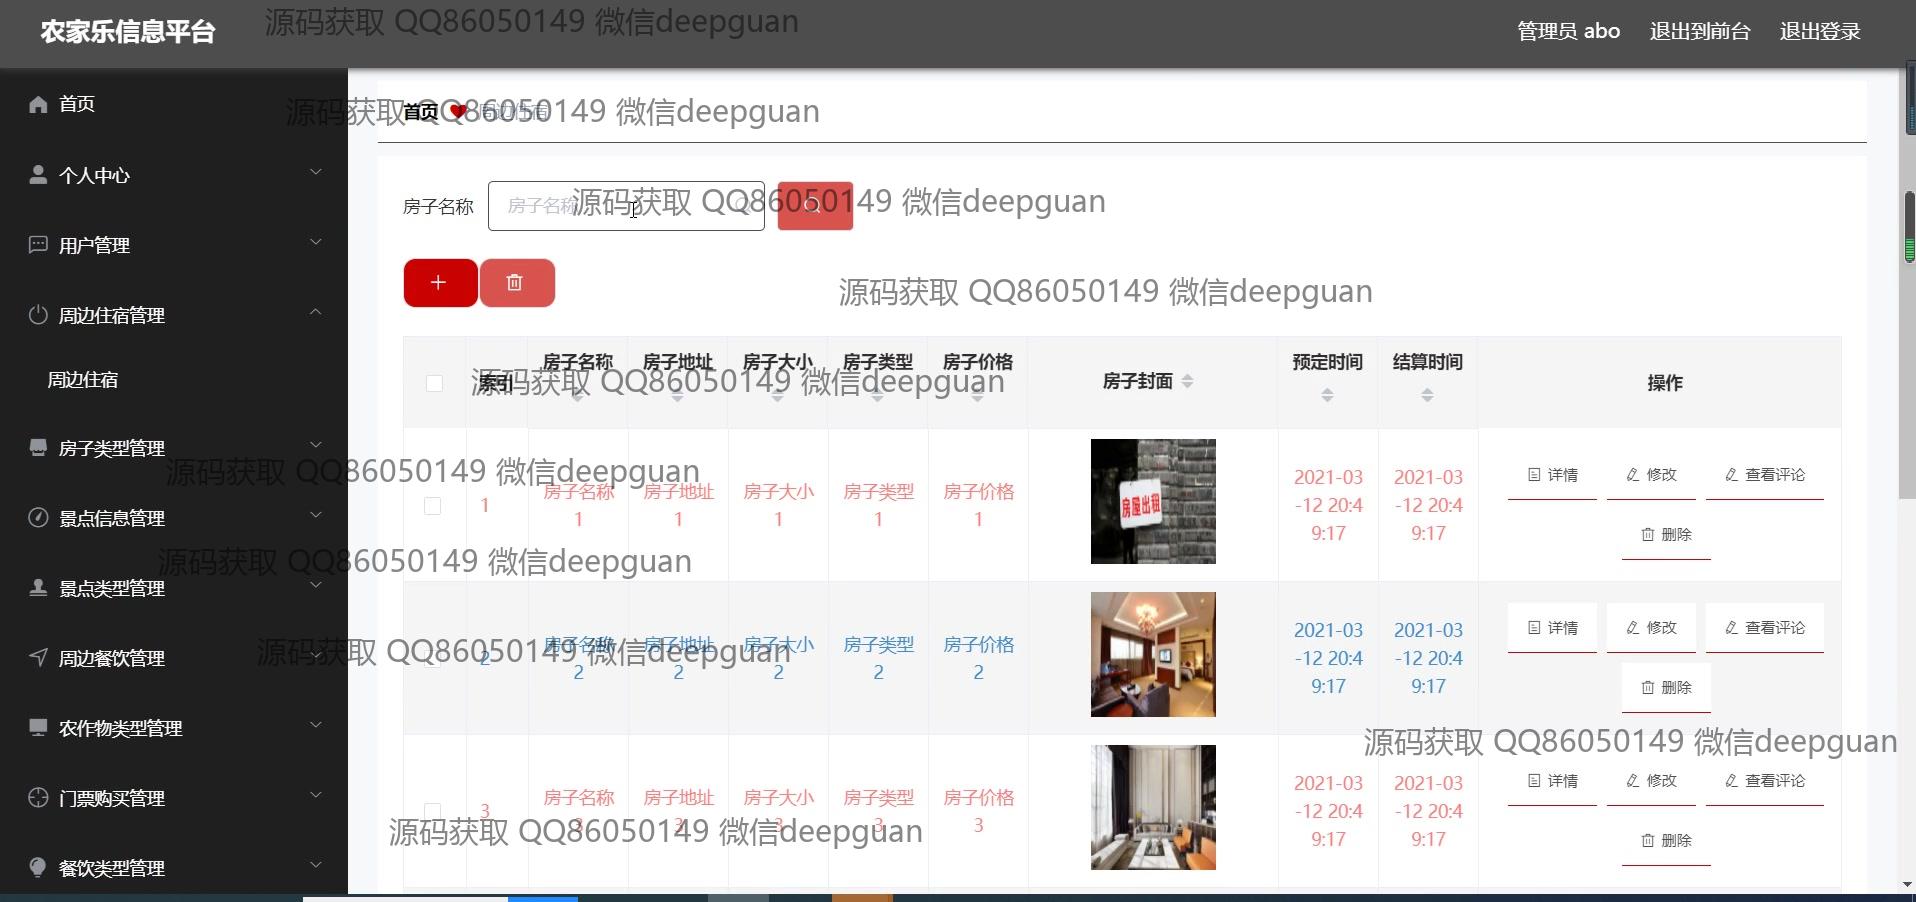 农家乐信息平台
源码获取 QQ86050149 微信deepguan
管理员 abo
退出到前台
退出登录
首页
个人中心
用户管理
周边住宿管理
周边住宿
房子类型管理
景点信息管理
景点类型管理
周边餐饮管理
农作物类型管理
门票购买管理
餐饮类型管理
首页
周边住宿
源码获取 QQ86050149 微信deepguan
房子名称
房子名称
源码获取 QQ86050149 微信deepguan
源码获取 QQ86050149 微信deepguan
索引
房子名称
房子地址
房子大小
房子类型
房子价格
房子封面
预定时间
结算时间
操作
源码获取 QQ86050149 微信deepguan
1
房子名称
1
房子地址
1
房子大小
1
房子类型
1
房子价格
1
房屋出租
2021-03
-12 20:4
9:17
2021-03
-12 20:4
9:17
详情
修改
查看评论
删除
源码获取 QQ86050149 微信deepguan
源码获取 QQ86050149 微信deepguan
2
房子名称
2
房子地址
2
房子大小
2
房子类型
2
房子价格
2
2021-03
-12 20:4
9:17
2021-03
-12 20:4
9:17
详情
修改
查看评论
删除
源码获取 QQ86050149 微信deepguan
源码获取 QQ86050149 微信deepguan
3
房子名称
3
房子地址
3
房子大小
3
房子类型
3
房子价格
3
2021-03
-12 20:4
9:17
2021-03
-12 20:4
9:17
详情
修改
查看评论
删除
源码获取 QQ86050149 微信deepguan